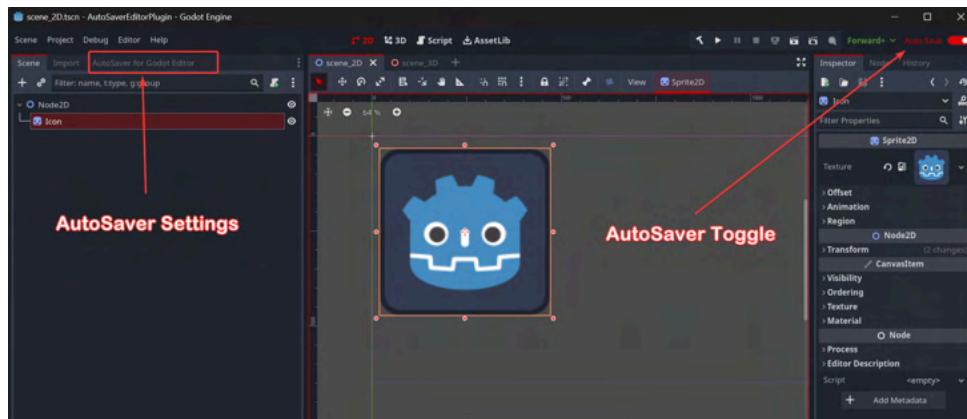 scene_2D.tscn - AutoSaverEditorPlugin - Godot Engine
Scene Project Debug Editor Help
2D 3D Script AssetLib
Forward+ Auto Save
Scene Import AutoSaver for Godot Editor
scene_2D scene_3D
Inspector Node History
Filter: name, t:type, g:group
View Sprite2D
Node2D
Icon
64 %
Icon
Filter Properties
Sprite2D
Texture
Offset
Animation
Region
Node2D
Transform (2 changes)
CanvasItem
Visibility
Ordering
Texture
Material
Node
Process
Editor Description
Script <empty>
Add Metadata
AutoSaver Settings
AutoSaver Toggle